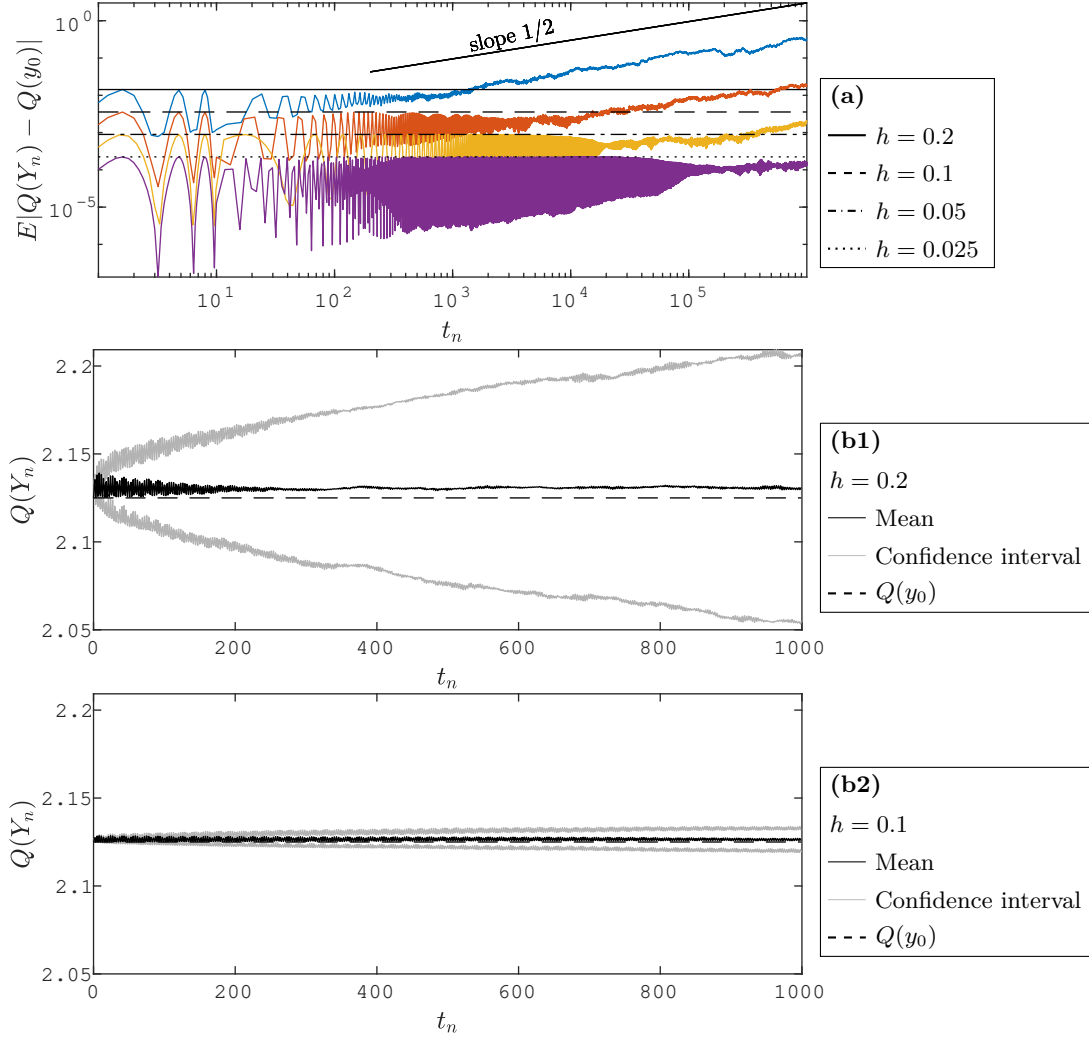 10^0
10^{-5}
E|Q(Y_n) − Q(y_0)|
slope 1/2
10^1 10^2 10^3 10^4 10^5
t_n
(a)
h = 0.2
h = 0.1
h = 0.05
h = 0.025
2.2
2.15
2.1
2.05
Q(Y_n)
0 200 400 600 800 1000
t_n
(b1)
h = 0.2
Mean
Confidence interval
Q(y_0)
2.2
2.15
2.1
2.05
Q(Y_n)
0 200 400 600 800 1000
t_n
(b2)
h = 0.1
Mean
Confidence interval
Q(y_0)